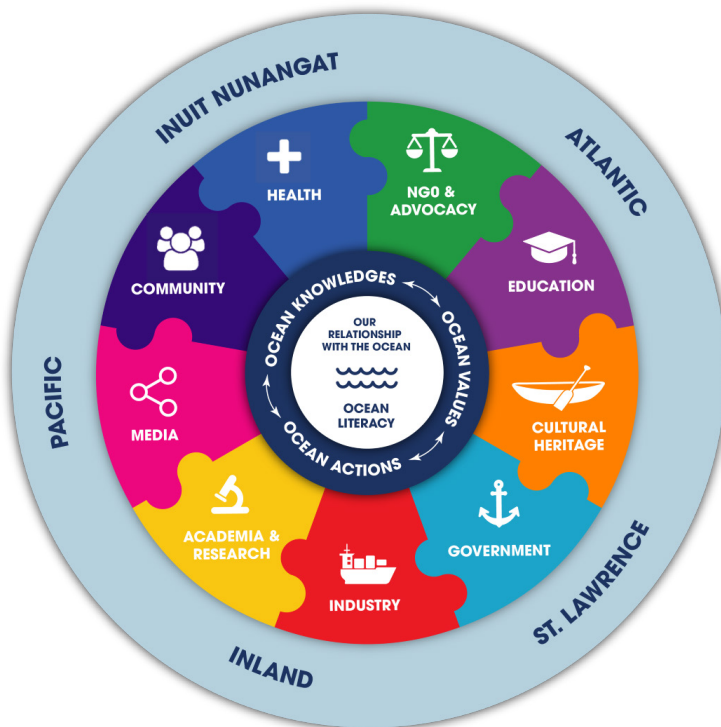 INUIT NUNANGAT
ATLANTIC
ST. LAWRENCE
INLAND
PACIFIC
HEALTH
NG0 &
ADVOCACY
EDUCATION
CULTURAL
HERITAGE
GOVERNMENT
INDUSTRY
ACADEMIA &
RESEARCH
MEDIA
COMMUNITY
OCEAN KNOWLEDGES
OCEAN VALUES
OCEAN ACTIONS
OUR
RELATIONSHIP
WITH THE OCEAN
OCEAN
LITERACY